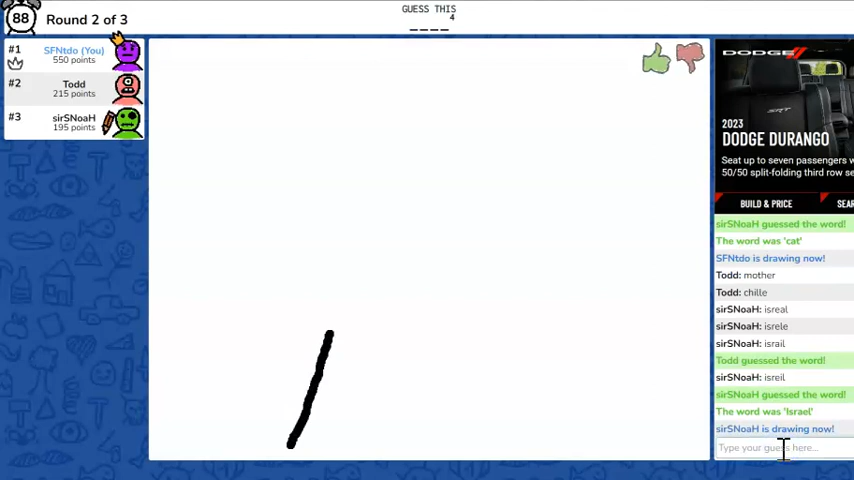 88
Round 2 of 3
GUESS THIS
4
____
#1
SFNtdo (You)
550 points
#2
Todd
215 points
#3
sirSNoaH
195 points
DODGE
SRT
2023
DODGE DURANGO
Seat up to seven passengers w
50/50 split-folding third row se
BUILD & PRICE
SEAR
sirSNoaH guessed the word!
The word was 'cat'
SFNtdo is drawing now!
Todd: mother
Todd: chille
sirSNoaH: isreal
sirSNoaH: isrele
sirSNoaH: israil
Todd guessed the word!
sirSNoaH: isreil
sirSNoaH guessed the word!
The word was 'Israel'
sirSNoaH is drawing now!
Type your guess here...